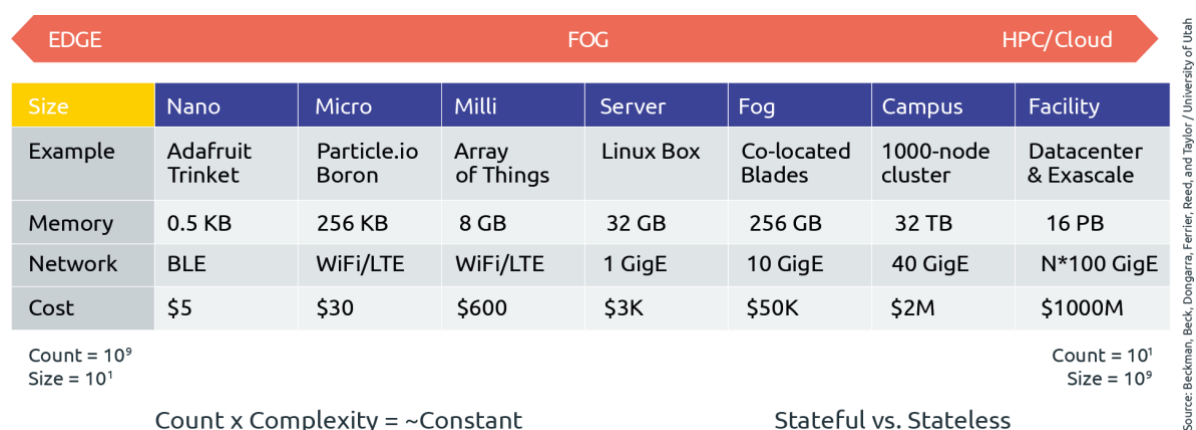 EDGE FOG HPC/Cloud
Size Nano Micro Milli Server Fog Campus Facility
Example Adafruit Trinket Particle.io Boron Array of Things Linux Box Co-located Blades 1000-node cluster Datacenter & Exascale
Memory 0.5 KB 256 KB 8 GB 32 GB 256 GB 32 TB 16 PB
Network BLE WiFi/LTE WiFi/LTE 1 GigE 10 GigE 40 GigE N*100 GigE
Cost $5 $30 $600 $3K $50K $2M $1000M
Count = 10⁹ Count = 10¹
Size = 10¹ Size = 10⁹
Count x Complexity = ~Constant Stateful vs. Stateless
Source: Beckman, Beck, Dongarra, Ferrier, Reed, and Taylor / University of Utah